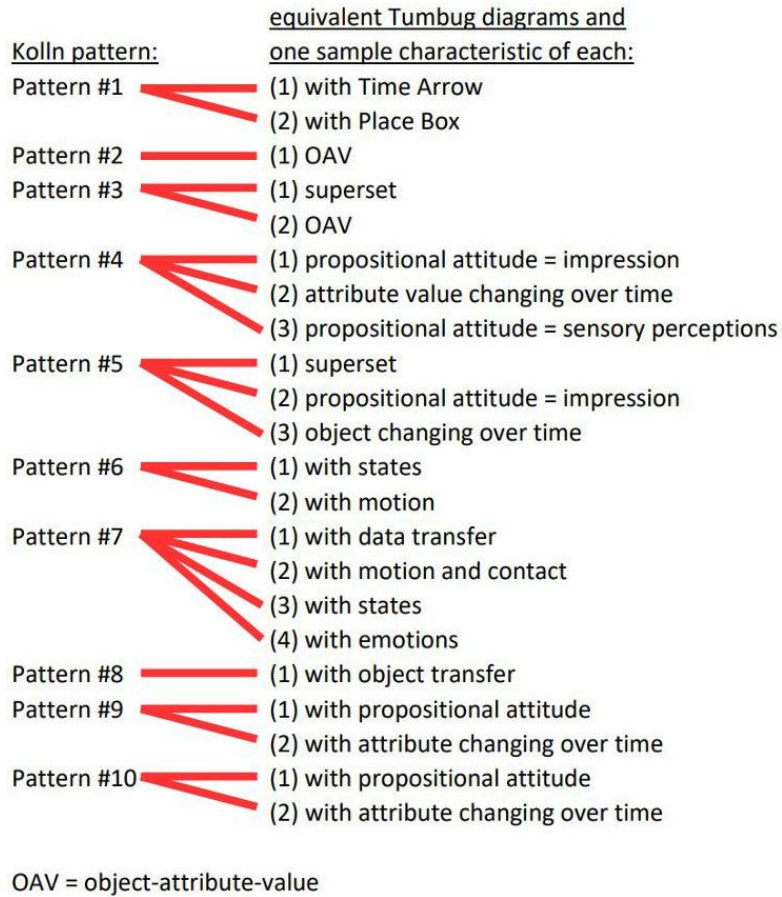 equivalent Tumbug diagrams and
Kolln pattern: one sample characteristic of each:
Pattern #1 (1) with Time Arrow
(2) with Place Box
Pattern #2 (1) OAV
Pattern #3 (1) superset
(2) OAV
Pattern #4 (1) propositional attitude = impression
(2) attribute value changing over time
(3) propositional attitude = sensory perceptions
Pattern #5 (1) superset
(2) propositional attitude = impression
(3) object changing over time
Pattern #6 (1) with states
(2) with motion
Pattern #7 (1) with data transfer
(2) with motion and contact
(3) with states
(4) with emotions
Pattern #8 (1) with object transfer
Pattern #9 (1) with propositional attitude
(2) with attribute changing over time
Pattern #10 (1) with propositional attitude
(2) with attribute changing over time
OAV = object-attribute-value